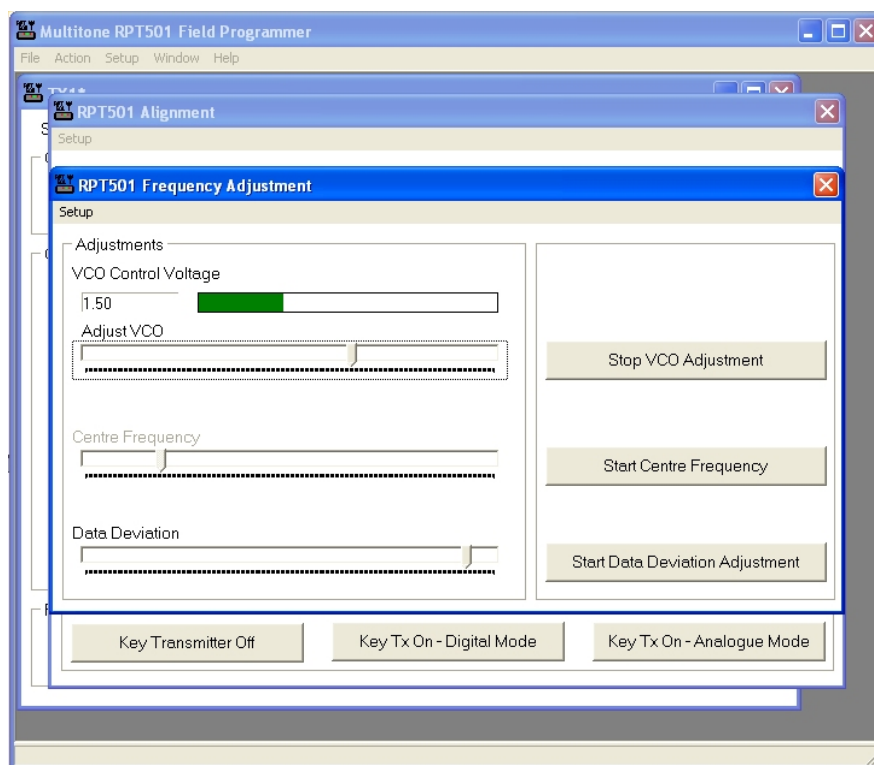 Multitone RPT501 Field Programmer
File Action Setup Window Help
RPT501 Alignment
Setup
RPT501 Frequency Adjustment
Setup
Adjustments
VCO Control Voltage
1.50
Adjust VCO
Stop VCO Adjustment
Centre Frequency
Start Centre Frequency
Data Deviation
Start Data Deviation Adjustment
Key Transmitter Off
Key Tx On - Digital Mode
Key Tx On - Analogue Mode